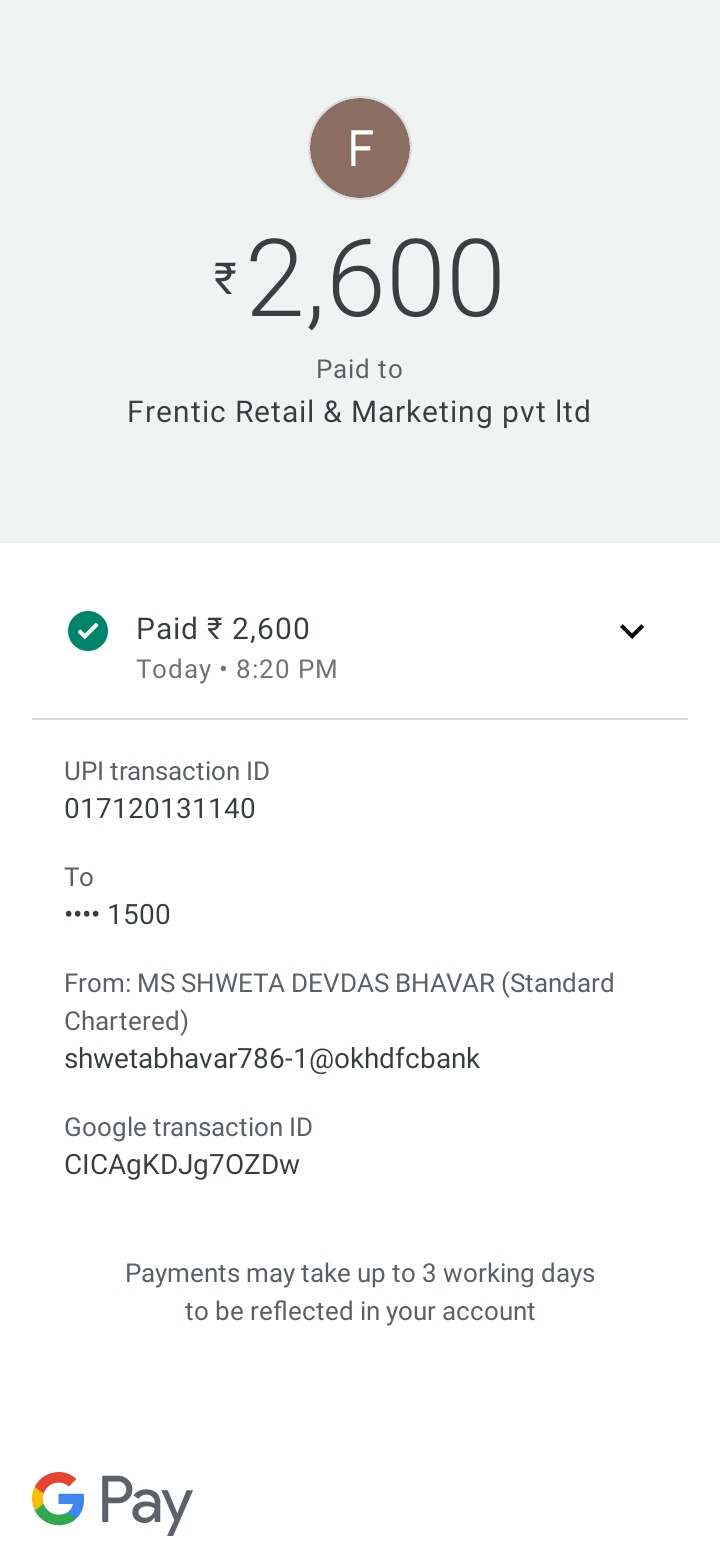 F
₹2,600
Paid to
Frentic Retail & Marketing pvt ltd
Paid ₹ 2,600
Today • 8:20 PM
UPI transaction ID
017120131140
To
•••• 1500
From: MS SHWETA DEVDAS BHAVAR (Standard
Chartered)
shwetabhavar786-1@okhdfcbank
Google transaction ID
CICAgKDJg7OZDw
Payments may take up to 3 working days
to be reflected in your account
G Pay